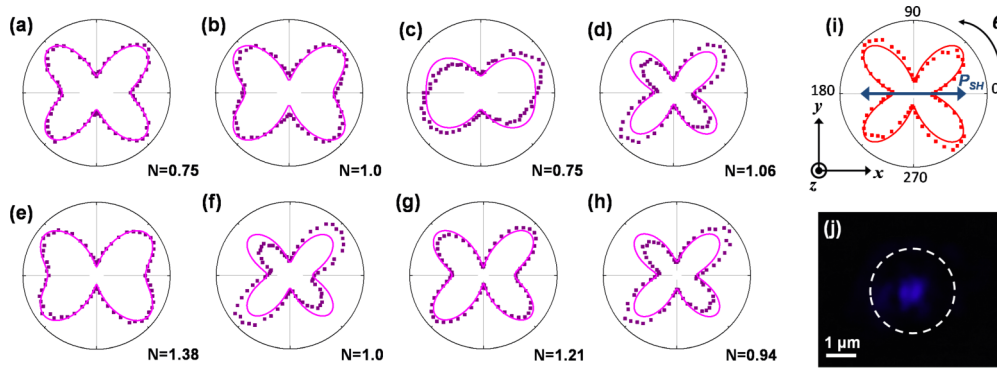 (a)
(b)
(c)
(d)
(i)
90
180
0
P_SH
270
y
z
x
N=0.75
N=1.0
N=0.75
N=1.06
(e)
(f)
(g)
(h)
(j)
1 µm
N=1.38
N=1.0
N=1.21
N=0.94